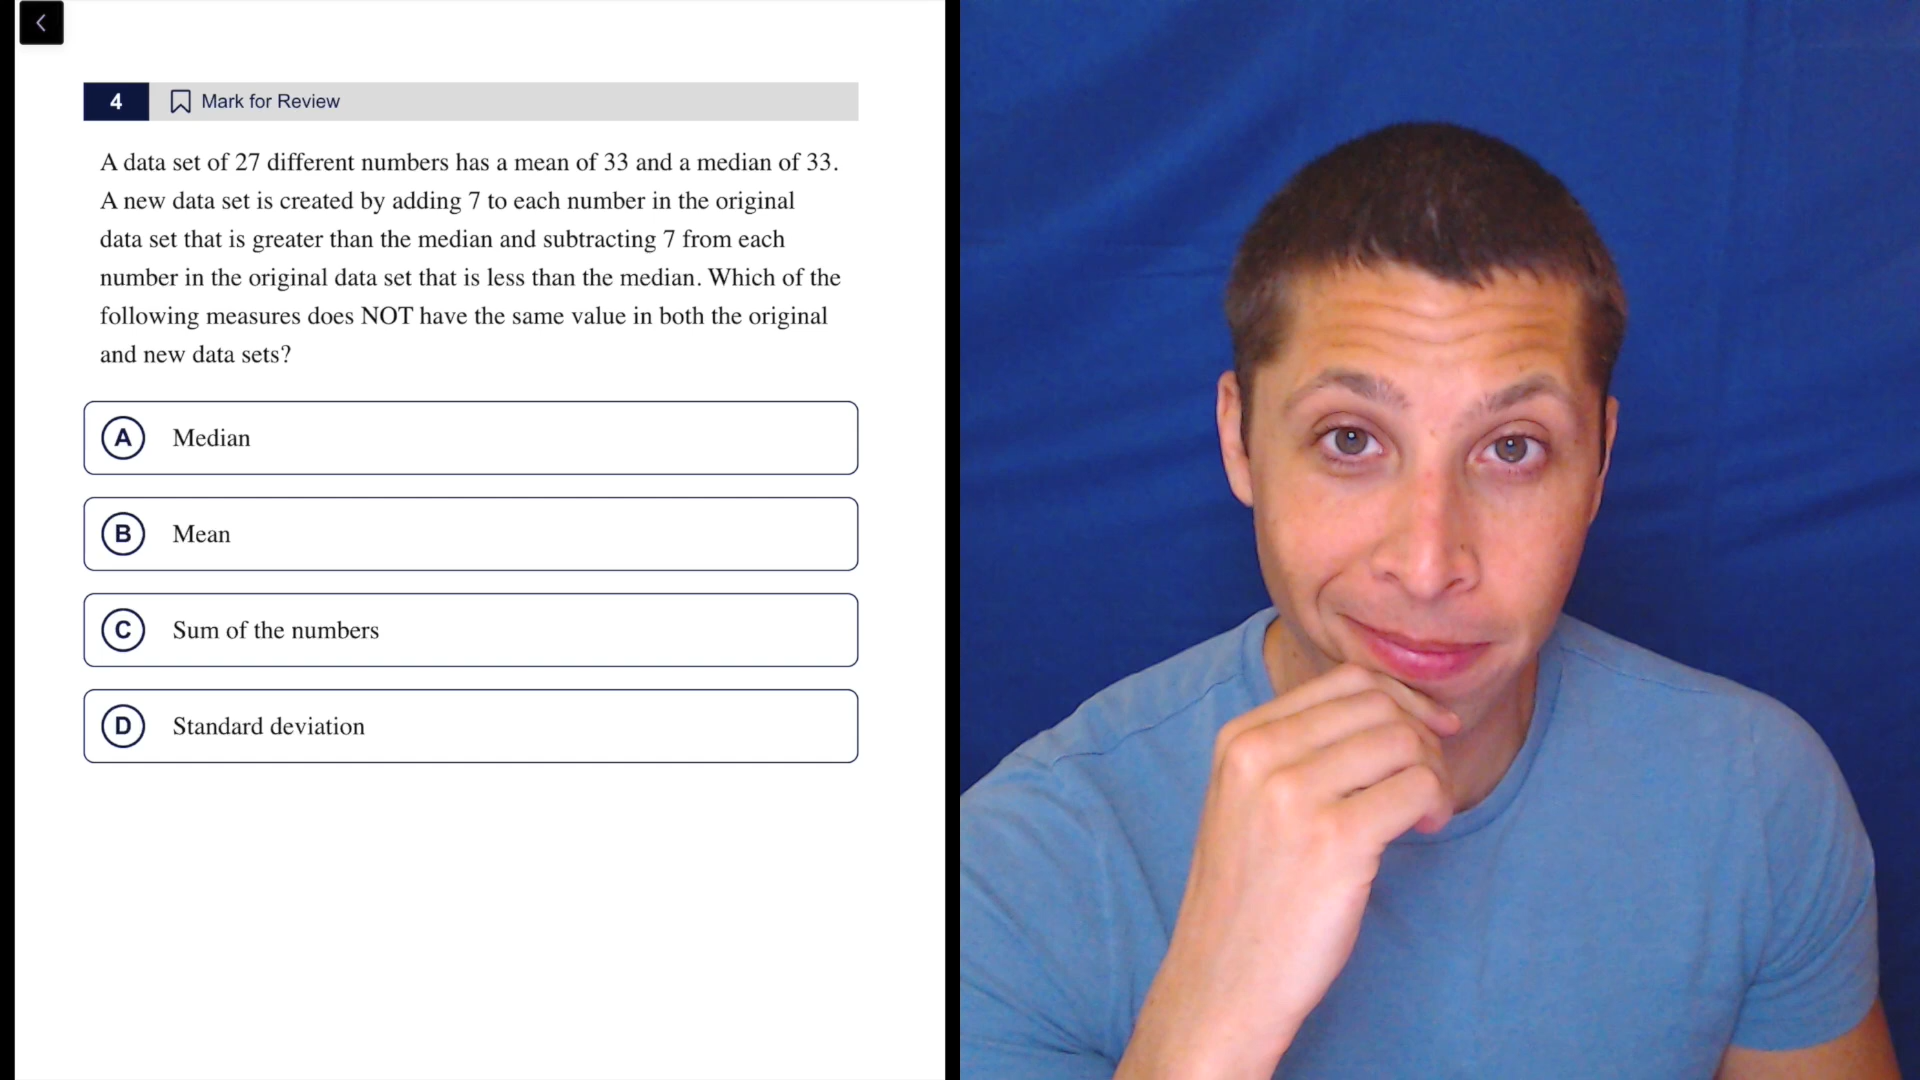 4 Mark for Review
A data set of 27 different numbers has a mean of 33 and a median of 33.
A new data set is created by adding 7 to each number in the original
data set that is greater than the median and subtracting 7 from each
number in the original data set that is less than the median. Which of the
following measures does NOT have the same value in both the original
and new data sets?
A Median
B Mean
C Sum of the numbers
D Standard deviation